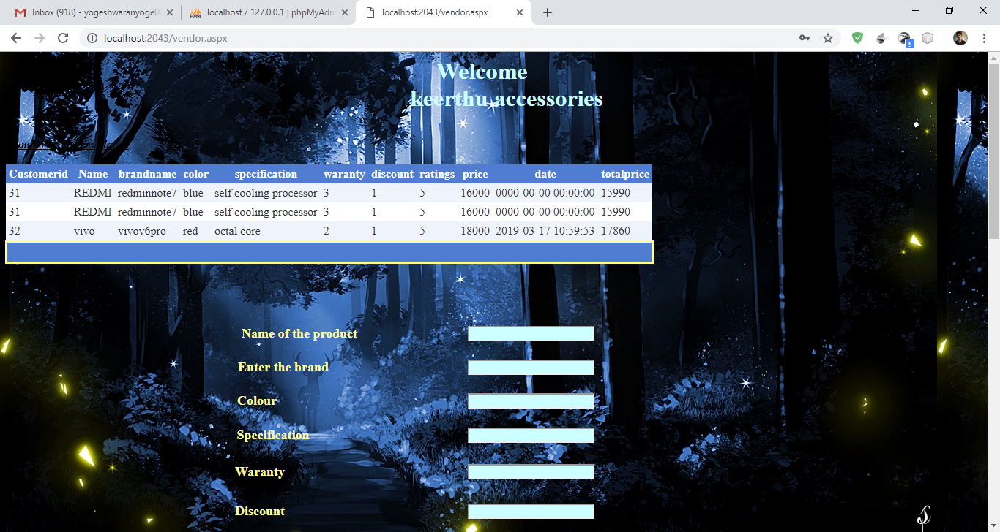 Inbox (918) - yogeshwaranyoge0
localhost / 127.0.0.1 | phpMyAdm
localhost:2043/vendor.aspx
localhost:2043/vendor.aspx
Welcome
keerthu accessories
Customerid Name brandname color specification waranty discount ratings price date totalprice
31 REDMI redminnote7 blue self cooling processor 3 1 5 16000 0000-00-00 00:00:00 15990
31 REDMI redminnote7 blue self cooling processor 3 1 5 16000 0000-00-00 00:00:00 15990
32 vivo vivov6pro red octal core 2 1 5 18000 2019-03-17 10:59:53 17860
Name of the product
Enter the brand
Colour
Specification
Waranty
Discount